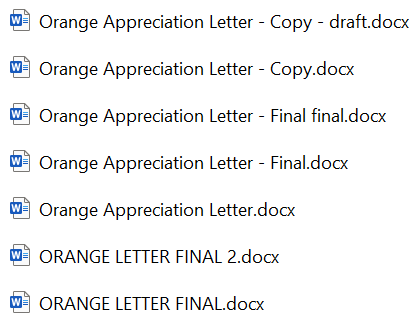 Orange Appreciation Letter - Copy - draft.docx
Orange Appreciation Letter - Copy.docx
Orange Appreciation Letter - Final final.docx
Orange Appreciation Letter - Final.docx
Orange Appreciation Letter.docx
ORANGE LETTER FINAL 2.docx
ORANGE LETTER FINAL.docx